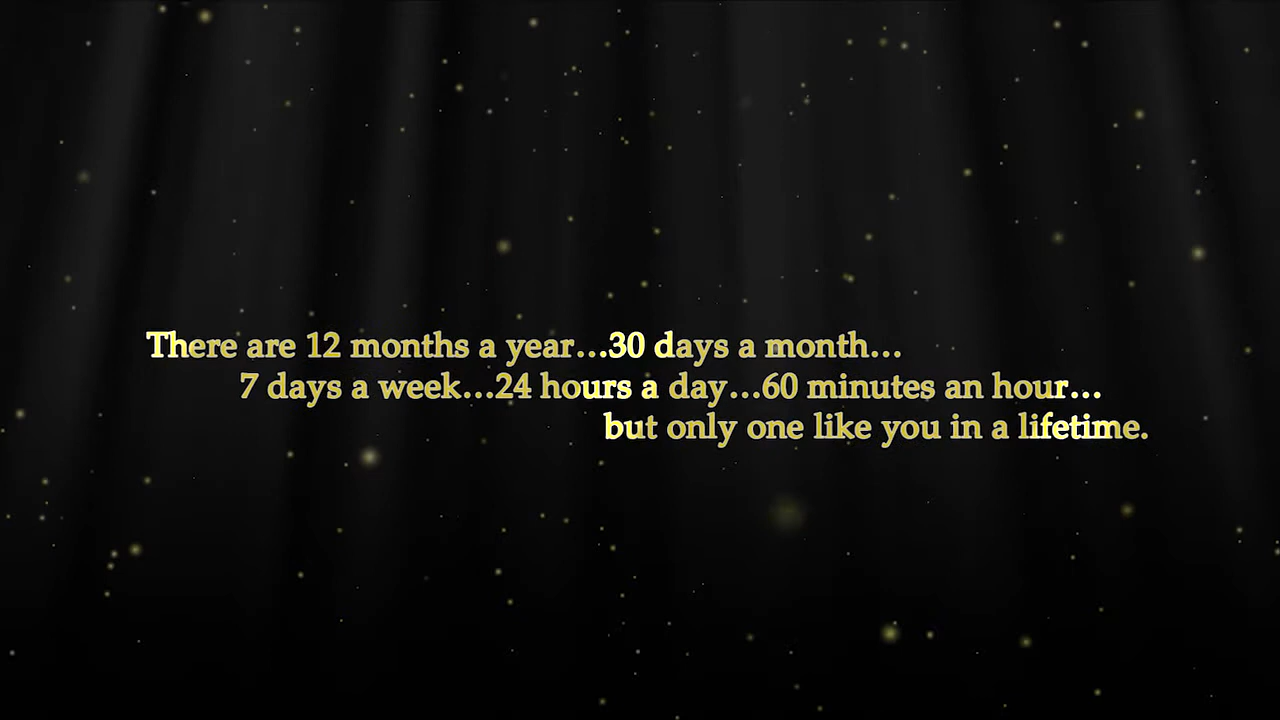 There are 12 months a year...30 days a month...
7 days a week...24 hours a day...60 minutes an hour...
but only one like you in a lifetime.